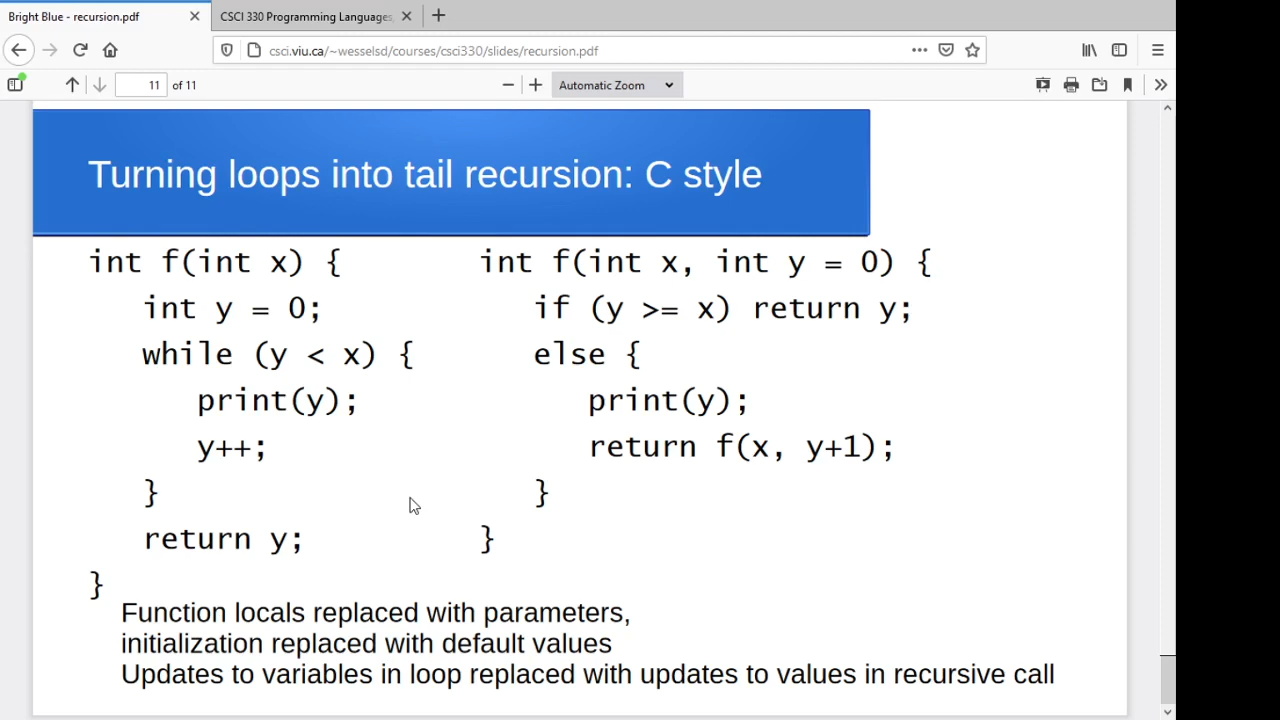 Bright Blue - recursion.pdf
CSCI 330 Programming Languages,
csci.viu.ca/~wesselsd/courses/csci330/slides/recursion.pdf
11 of 11
Automatic Zoom
Turning loops into tail recursion: C style
int f(int x) {
int y = 0;
while (y < x) {
print(y);
y++;
}
return y;
}
int f(int x, int y = 0) {
if (y >= x) return y;
else {
print(y);
return f(x, y+1);
}
}
Function locals replaced with parameters,
initialization replaced with default values
Updates to variables in loop replaced with updates to values in recursive call